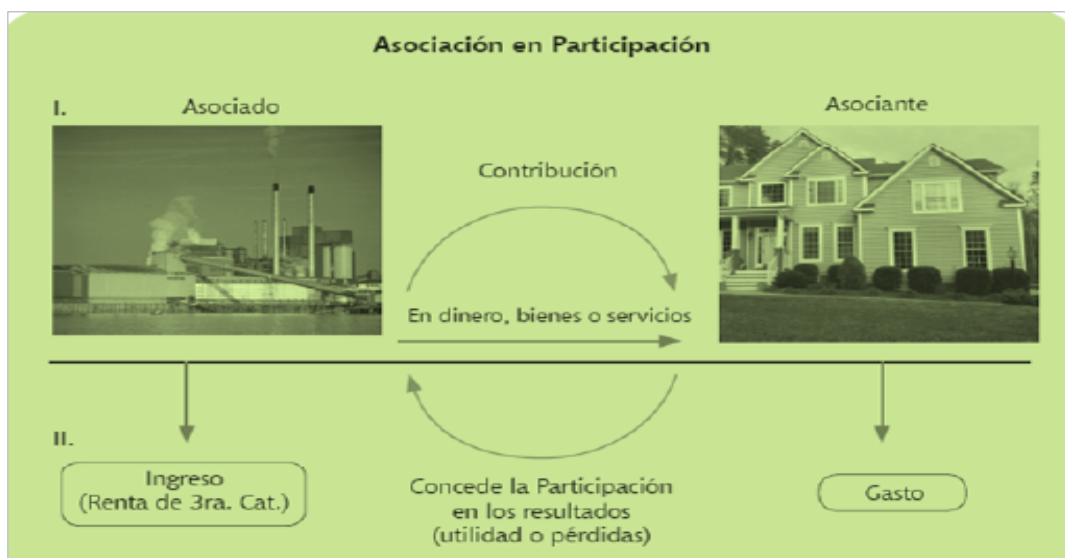 Asociación en Participación
I.
Asociado
Asociante
Contribución
En dinero, bienes o servicios
II.
Ingreso
(Renta de 3ra. Cat.)
Concede la Participación
en los resultados
(utilidad o pérdidas)
Gasto